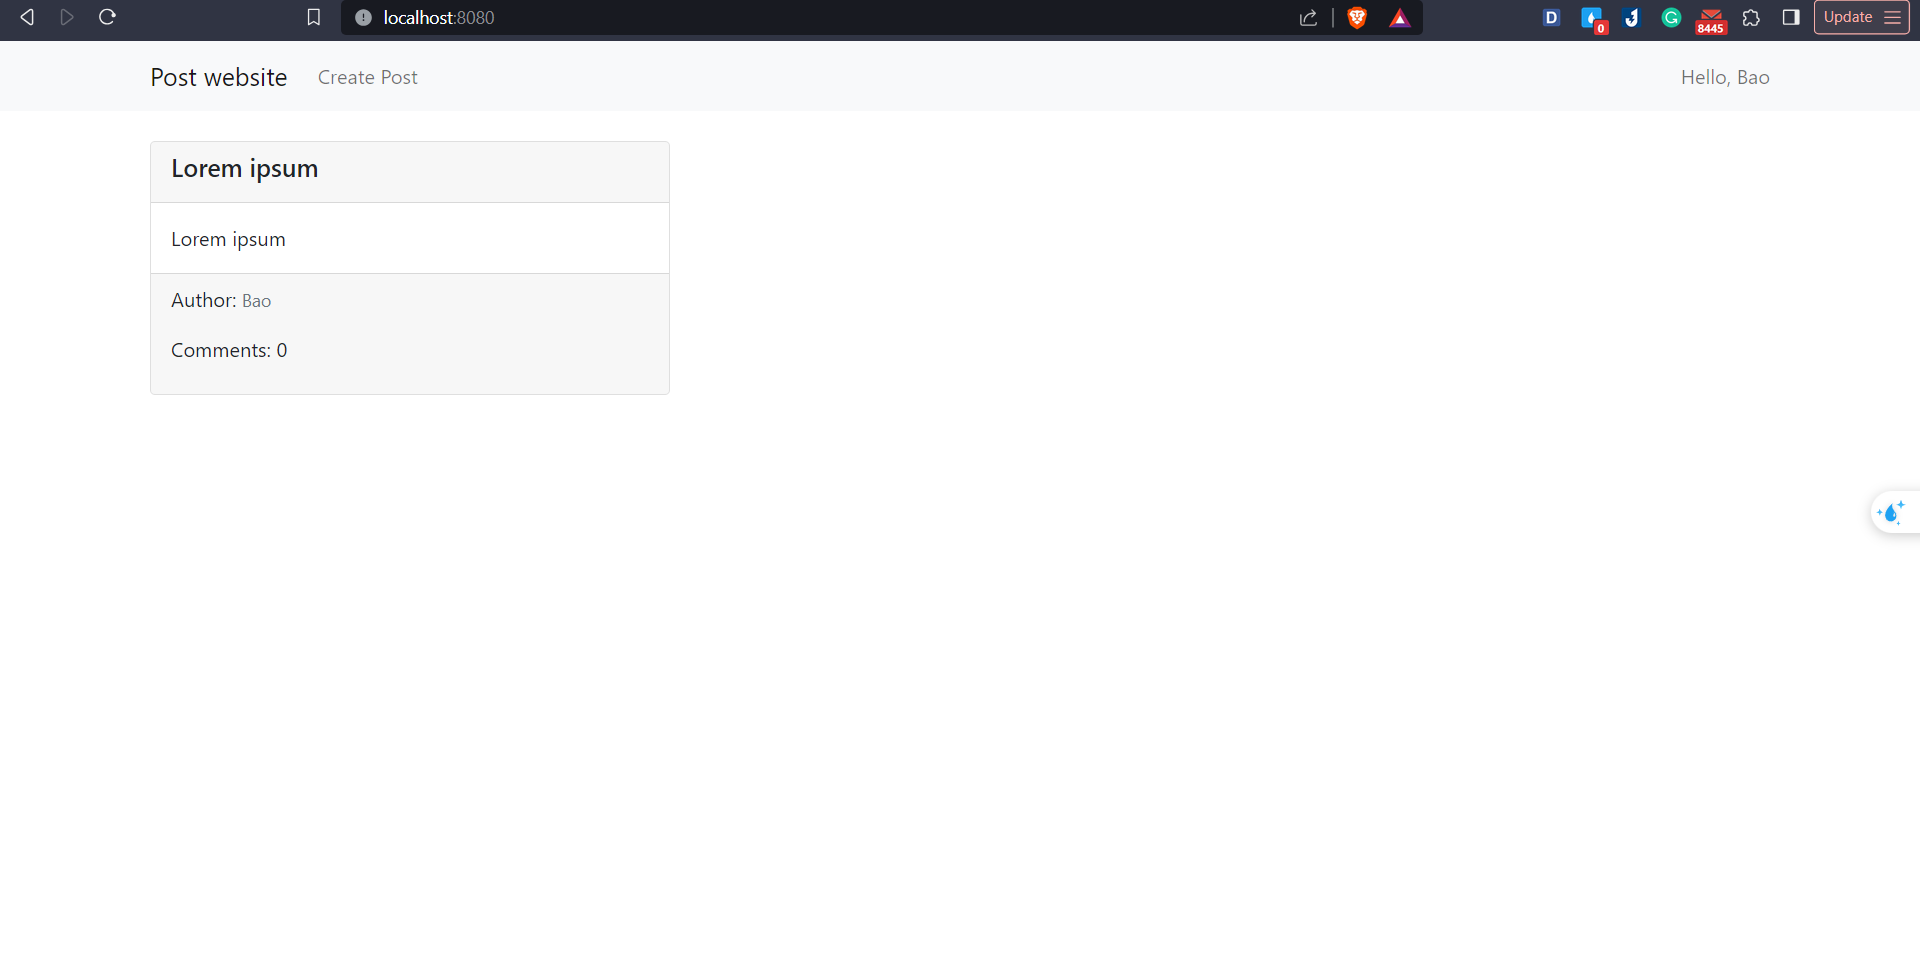 localhost:8080
D
0
G
8445
Update
Post website
Create Post
Hello, Bao
Lorem ipsum
Lorem ipsum
Author: Bao
Comments: 0